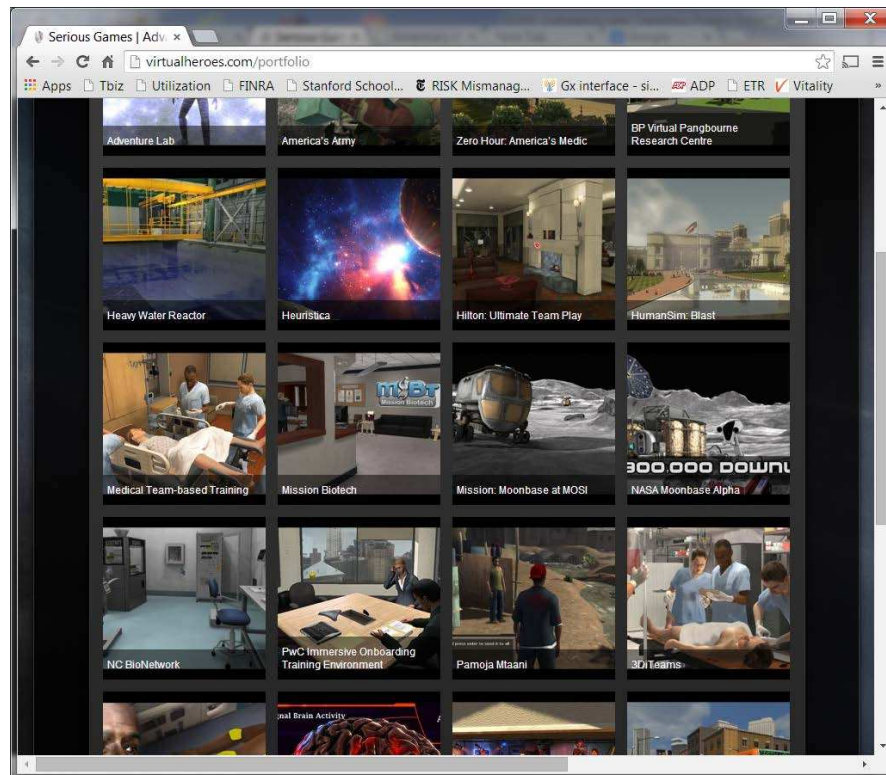 Serious Games | Adv
virtualheroes.com/portfolio
Apps Tbiz Utilization FINRA Stanford School... RISK Mismanag... Gx interface - si... ADP ETR Vitality »
Adventure Lab
America's Army
Zero Hour: America's Medic
BP Virtual Pangbourne
Research Centre
Heavy Water Reactor
Heuristica
Hilton: Ultimate Team Play
HumanSim: Blast
Medical Team-based Training
MiBT
Mission Biotech
Mission Biotech
Mission: Moonbase at MOSI
300,000 DOWNL
NASA Moonbase Alpha
NC BioNetwork
PwC Immersive Onboarding
Training Environment
Pamoja Mtaani
3DiTeams
gnal Brain Activity